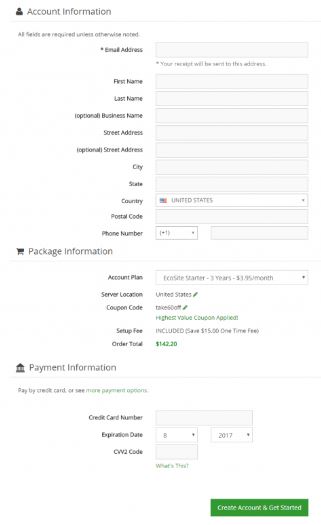 Account Information
All fields are required unless otherwise noted.
* Email Address
* Your receipt will be sent to this address.
First Name
Last Name
(optional) Business Name
Street Address
(optional) Street Address
City
State
Country UNITED STATES
Postal Code
Phone Number (+1)
Package Information
Account Plan EcoSite Starter - 3 Years - $3.95/month
Server Location United States
Coupon Code take60off
Highest Value Coupon Applied!
Setup Fee INCLUDED (Save $15.00 One Time Fee)
Order Total $142.20
Payment Information
Pay by credit card, or see more payment options.
Credit Card Number
Expiration Date 8 2017
CVV2 Code
What's This?
Create Account & Get Started